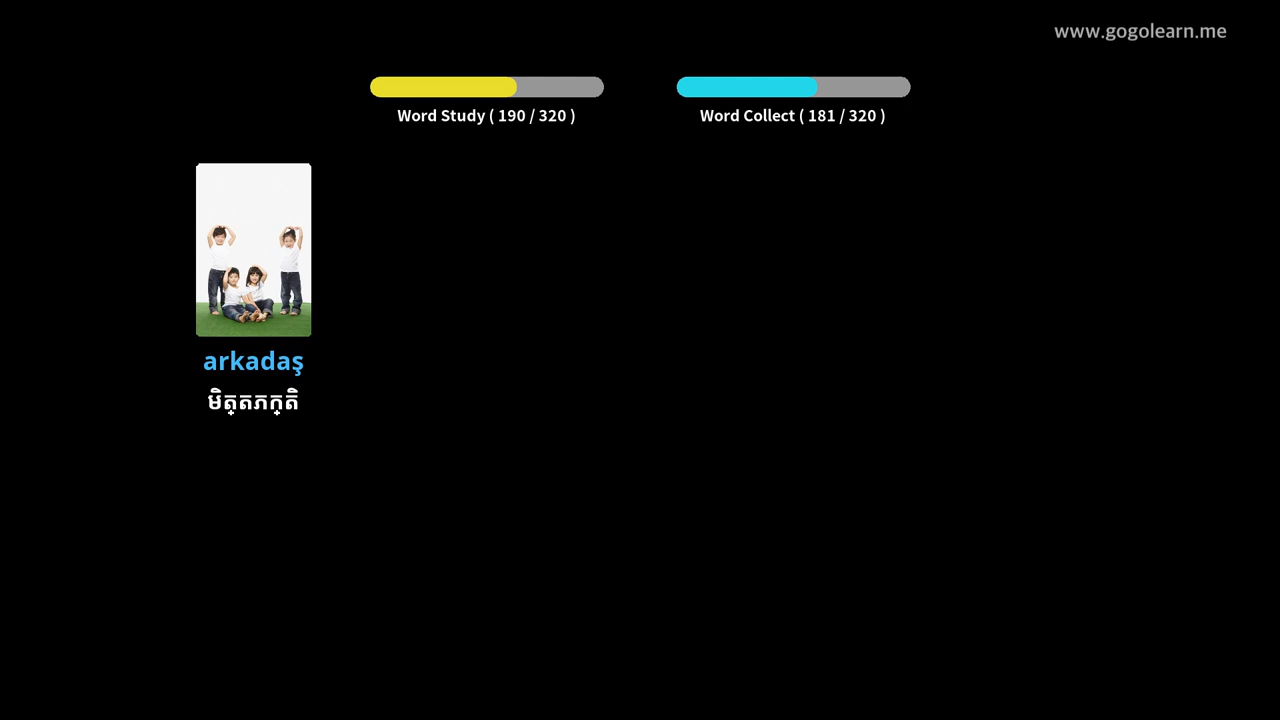 www.gogolearn.me
Word Study ( 190 / 320 )
Word Collect ( 181 / 320 )
arkadaş
មិត្តភក្តិ